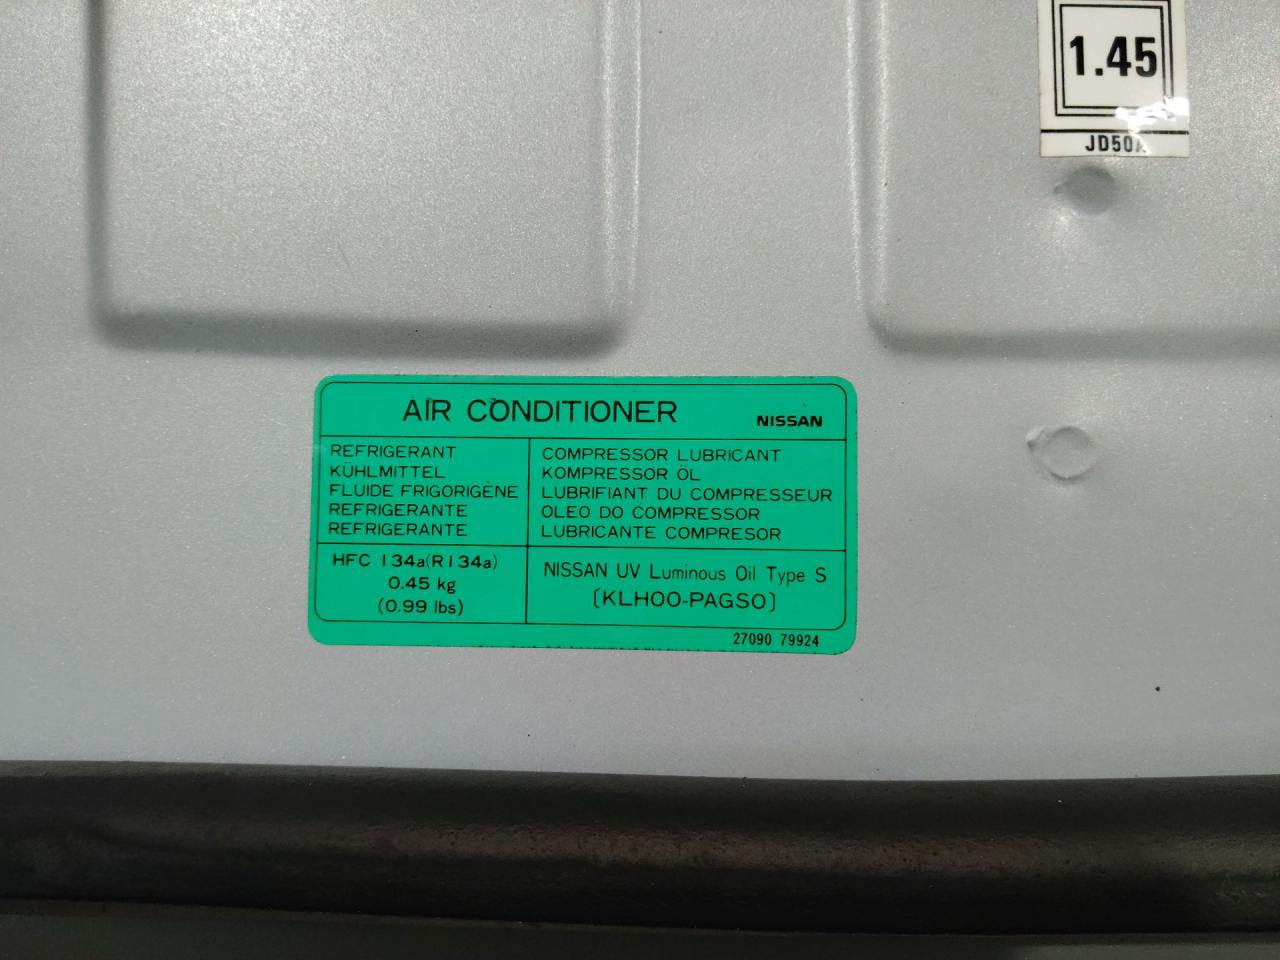 1.45
JD50A
AIR CONDITIONER NISSAN
REFRIGERANT
KÜHLMITTEL
FLUIDE FRIGORIGÈNE
REFRIGERANTE
REFRIGERANTE
COMPRESSOR LUBRICANT
KOMPRESSOR ÖL
LUBRIFIANT DU COMPRESSEUR
OLEO DO COMPRESSOR
LUBRICANTE COMPRESOR
HFC 134a(R134a)
0.45 kg
(0.99 lbs)
NISSAN UV Luminous Oil Type S
[KLH00-PAGS0]
27090 79924